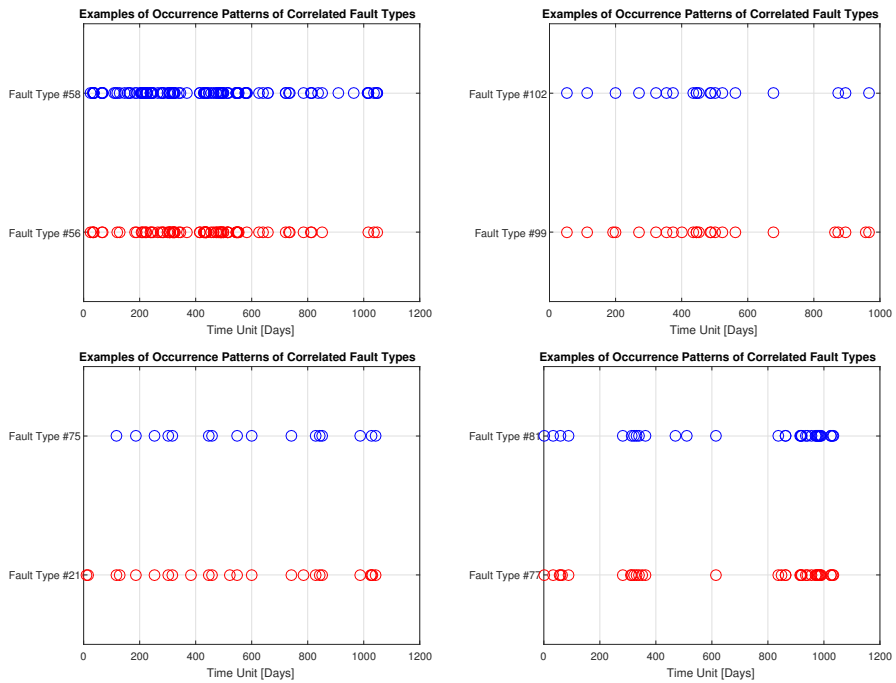 Examples of Occurrence Patterns of Correlated Fault Types
Fault Type #58
Fault Type #56
0 200 400 600 800 1000 1200
Time Unit [Days]
Examples of Occurrence Patterns of Correlated Fault Types
Fault Type #102
Fault Type #99
0 200 400 600 800 1000
Time Unit [Days]
Examples of Occurrence Patterns of Correlated Fault Types
Fault Type #75
Fault Type #21
0 200 400 600 800 1000 1200
Time Unit [Days]
Examples of Occurrence Patterns of Correlated Fault Types
Fault Type #81
Fault Type #77
0 200 400 600 800 1000 1200
Time Unit [Days]